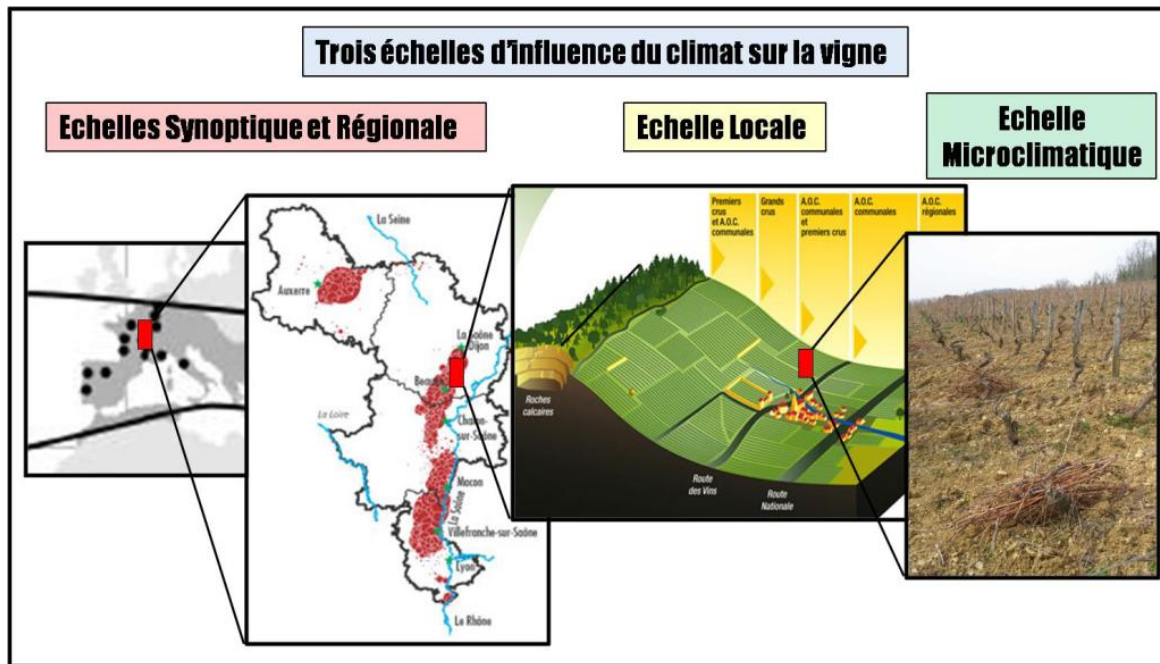 Trois échelles d'influence du climat sur la vigne
Echelles Synoptique et Régionale
Echelle Locale
Echelle
Microclimatique
La Seine
Auxerre
La Saône
Dijon
Beaune
La Loire
Chalon-
sur-Saône
Macon
La Saône
Villefranche-sur-Saône
Lyon
Le Rhône
Premiers
crus
et A.O.C.
communales
Grands
crus
A.O.C.
communales
et
premiers crus
A.O.C.
communales
A.O.C.
régionales
Roches
calcaires
Route
des Vins
Route
Nationale